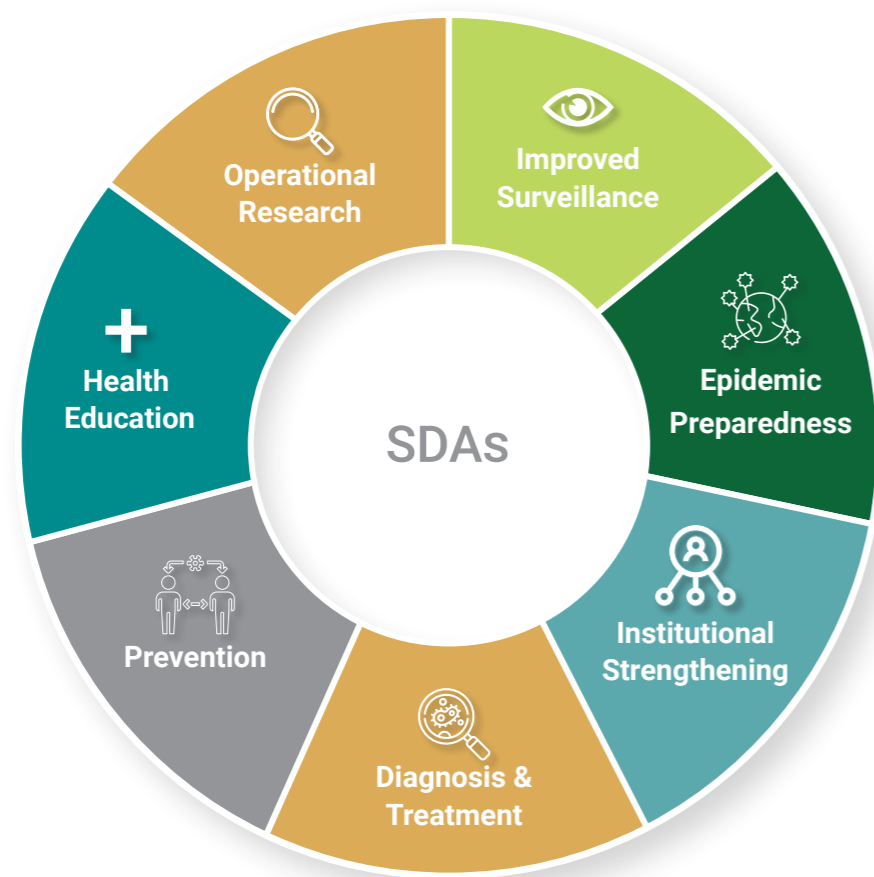 Operational
Research
Improved
Surveillance
Health
Education
Epidemic
Preparedness
SDAs
Prevention
Institutional
Strengthening
Diagnosis &
Treatment